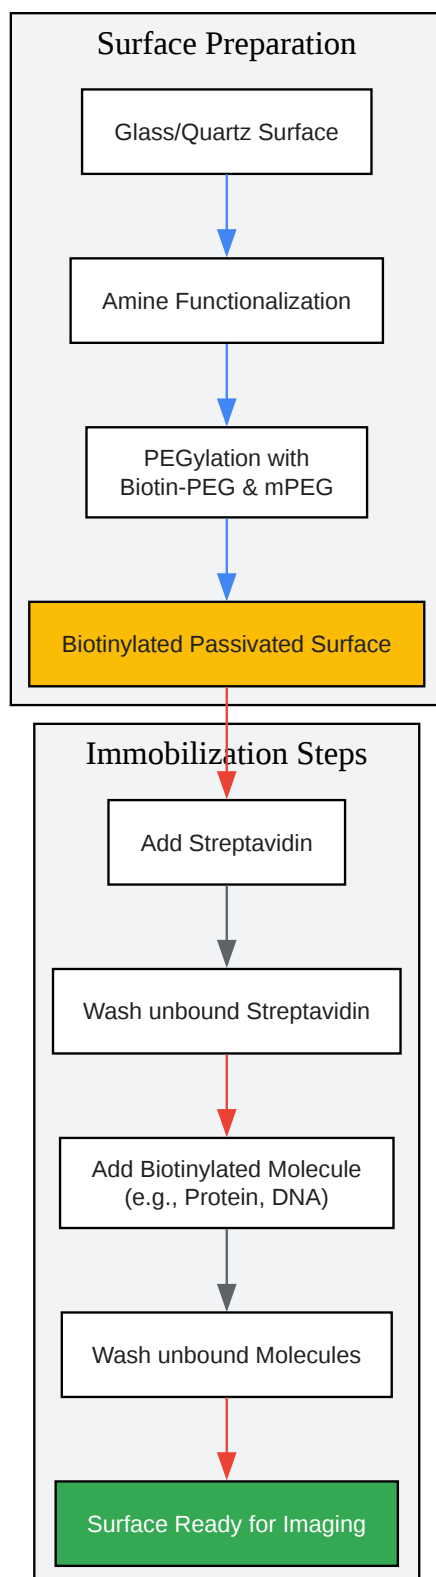 Surface Preparation
Glass/Quartz Surface
Amine Functionalization
PEGylation with
Biotin-PEG & mPEG
Biotinylated Passivated Surface
Immobilization Steps
Add Streptavidin
Wash unbound Streptavidin
Add Biotinylated Molecule
(e.g., Protein, DNA)
Wash unbound Molecules
Surface Ready for Imaging